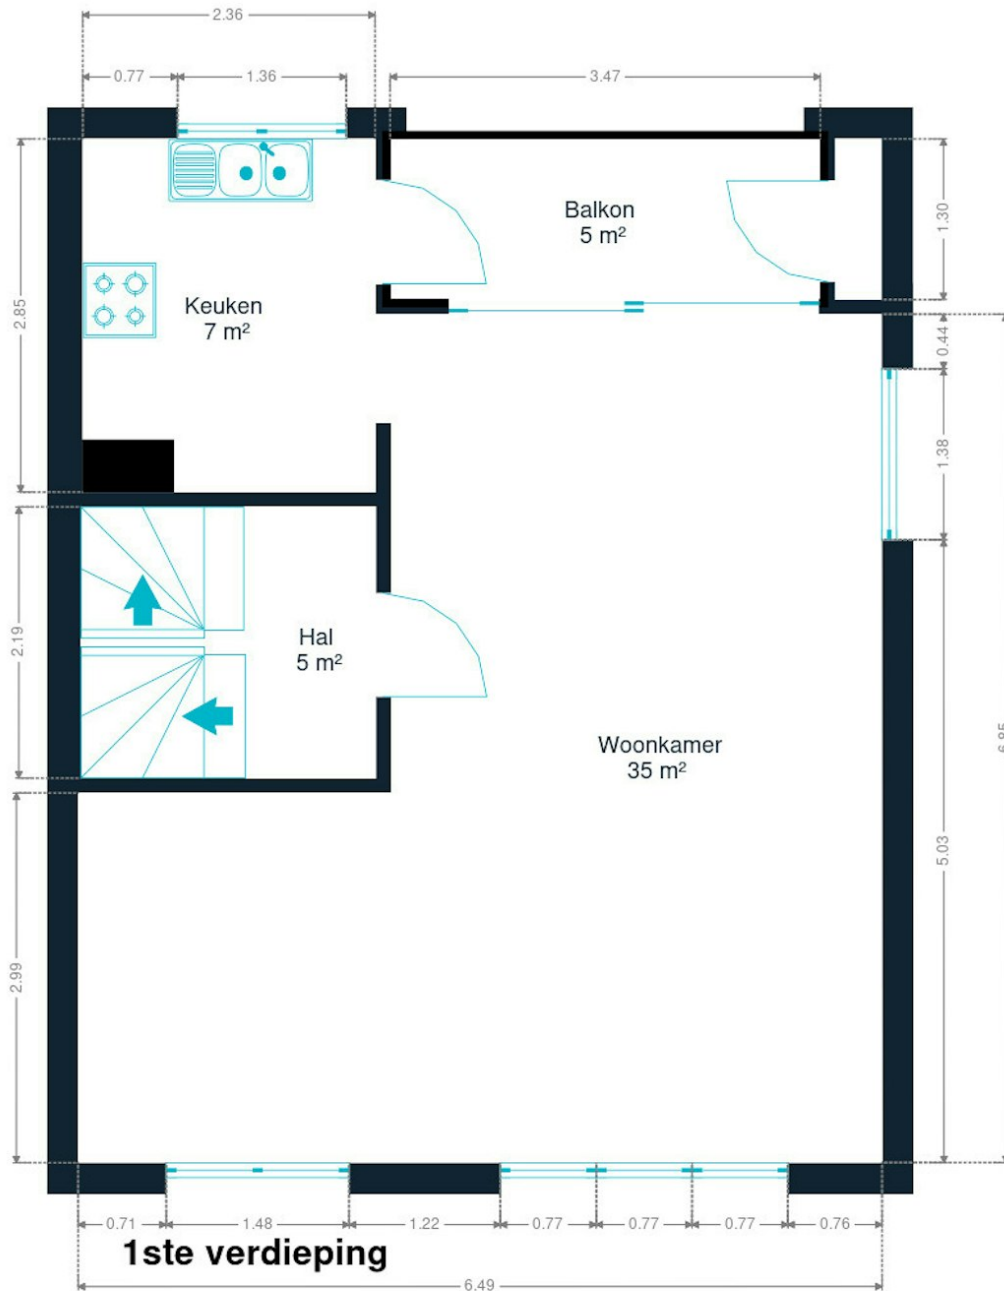 2.36
0.77
1.36
3.47
Balkon
5 m²
1.30
Keuken
7 m²
2.85
0.44
1.38
2.19
Hal
5 m²
Woonkamer
35 m²
6.85
5.03
2.99
0.71
1.48
1.22
0.77
0.77
0.77
0.76
1ste verdieping
6.49